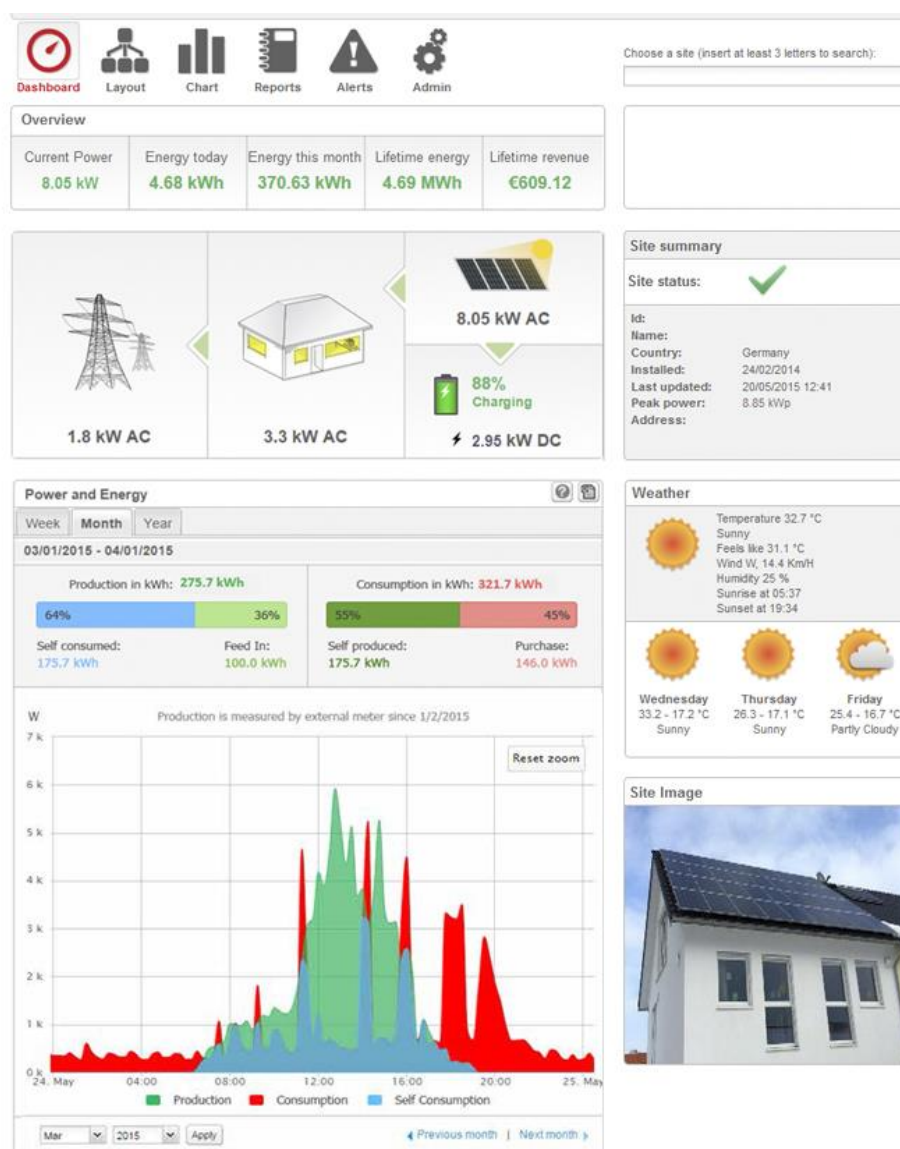 Dashboard Layout Chart Reports Alerts Admin
Choose a site (insert at least 3 letters to search):
Overview
Current Power Energy today Energy this month Lifetime energy Lifetime revenue
8.05 kW 4.68 kWh 370.63 kWh 4.69 MWh €609.12
8.05 kW AC
88%
Charging
1.8 kW AC 3.3 kW AC 2.95 kW DC
Site summary
Site status:
Id:
Name:
Country: Germany
Installed: 24/02/2014
Last updated: 20/05/2015 12:41
Peak power: 8.85 kWp
Address:
Power and Energy
Week Month Year
03/01/2015 - 04/01/2015
Production in kWh: 275.7 kWh Consumption in kWh: 321.7 kWh
64% 36% 55% 45%
Self consumed: Feed In: Self produced: Purchase:
175.7 kWh 100.0 kWh 175.7 kWh 146.0 kWh
W Production is measured by external meter since 1/2/2015
7 k
Reset zoom
6 k
5 k
4 k
3 k
2 k
1 k
0 k
24. May 04:00 08:00 12:00 16:00 20:00 25. May
Production Consumption Self Consumption
Mar 2015 Apply Previous month | Next month
Weather
Temperature 32.7 °C
Sunny
Feels like 31.1 °C
Wind W, 14.4 Km/H
Humidity 25 %
Sunrise at 05:37
Sunset at 19:34
Wednesday Thursday Friday
33.2 - 17.2 °C 26.3 - 17.1 °C 25.4 - 16.7 °C
Sunny Sunny Partly Cloudy
Site Image